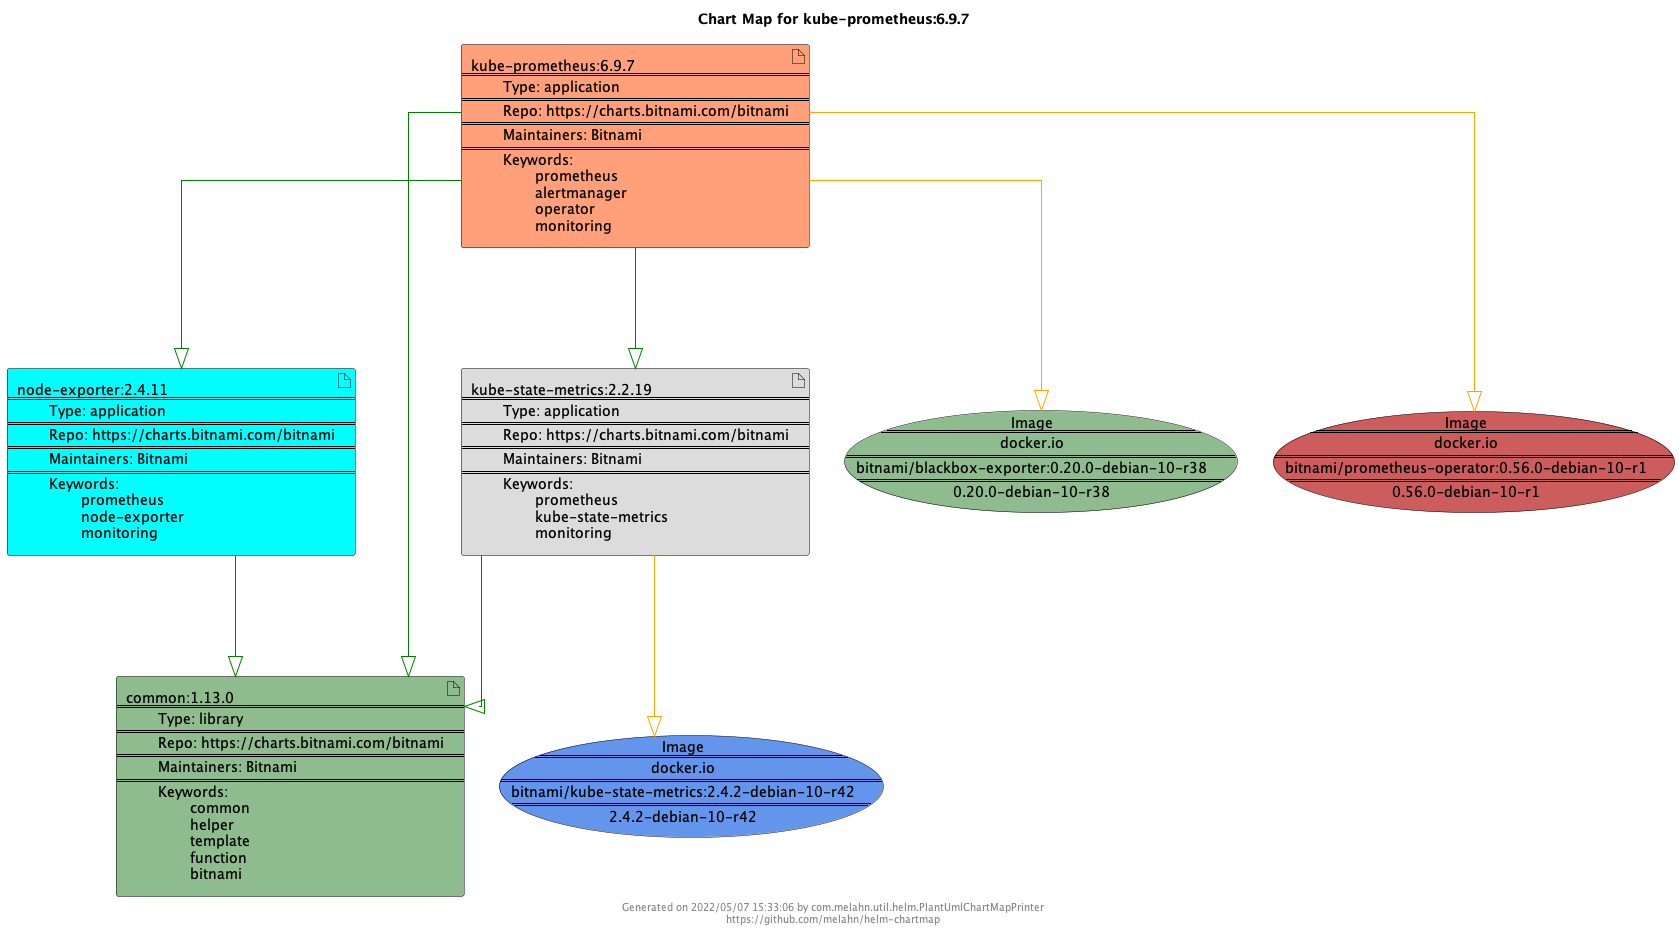 Chart Map for kube-prometheus:6.9.7
kube-prometheus:6.9.7
Type: application
Repo: https://charts.bitnami.com/bitnami
Maintainers: Bitnami
Keywords:
prometheus
alertmanager
operator
monitoring
node-exporter:2.4.11
Type: application
Repo: https://charts.bitnami.com/bitnami
Maintainers: Bitnami
Keywords:
prometheus
node-exporter
monitoring
kube-state-metrics:2.2.19
Type: application
Repo: https://charts.bitnami.com/bitnami
Maintainers: Bitnami
Keywords:
prometheus
kube-state-metrics
monitoring
Image
docker.io
bitnami/blackbox-exporter:0.20.0-debian-10-r38
0.20.0-debian-10-r38
Image
docker.io
bitnami/prometheus-operator:0.56.0-debian-10-r1
0.56.0-debian-10-r1
common:1.13.0
Type: library
Repo: https://charts.bitnami.com/bitnami
Maintainers: Bitnami
Keywords:
common
helper
template
function
bitnami
Image
docker.io
bitnami/kube-state-metrics:2.4.2-debian-10-r42
2.4.2-debian-10-r42
Generated on 2022/05/07 15:33:06 by com.melahn.util.helm.PlantUmlChartMapPrinter
https://github.com/melahn/helm-chartmap